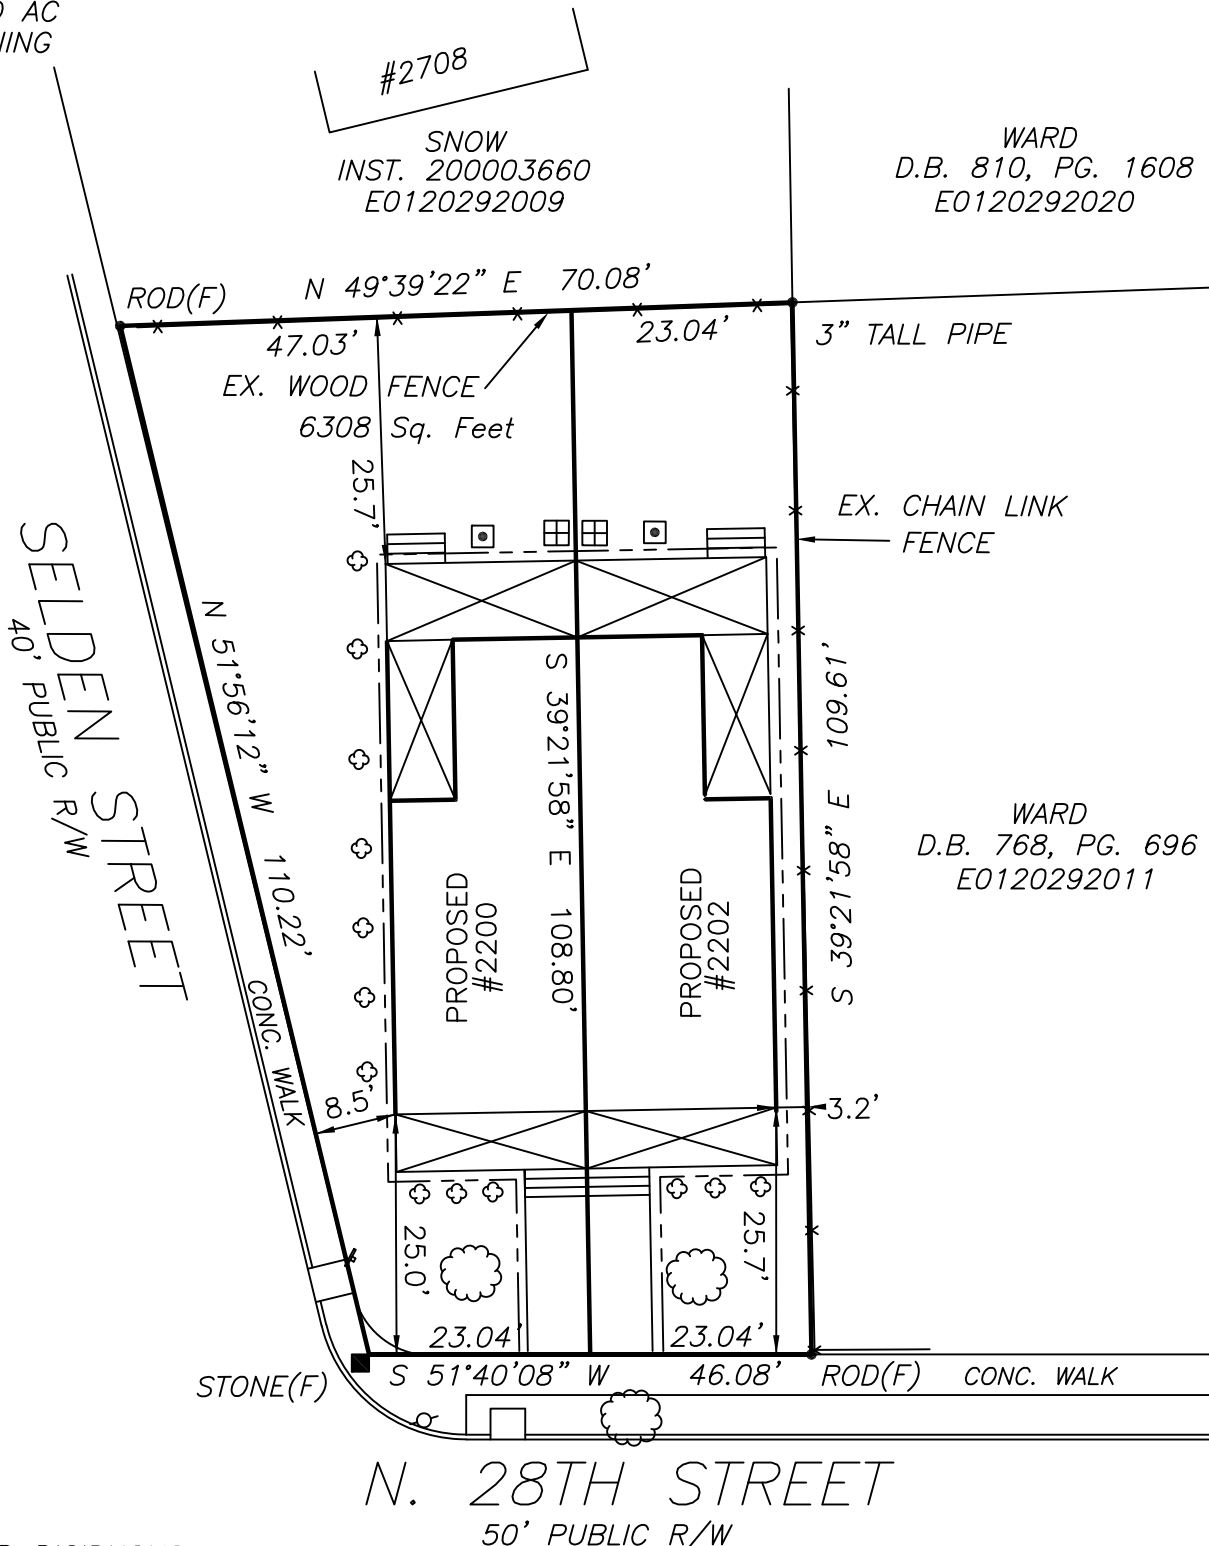 AC
#2708
SNOW
INST. 200003660
E0120292009
WARD
D.B. 810, PG. 1608
E0120292020
ROD(F)
N 49°39'22" E 70.08'
47.03'
23.04'
3" TALL PIPE
EX. WOOD FENCE
6308 Sq. Feet
25.7'
EX. CHAIN LINK
FENCE
SELDEN STREET
40' PUBLIC R/W
N 51°56'12" W 110.22'
S 39°21'58" E 108.80'
S 39°21'58" E 109.61'
WARD
D.B. 768, PG. 696
E0120292011
PROPOSED
#2200
PROPOSED
#2202
CONC. WALK
8.5'
3.2'
25.0'
25.7'
23.04'
23.04'
STONE(F)
S 51°40'08" W 46.08'
ROD(F)
CONC. WALK
N. 28TH STREET
50' PUBLIC R/W